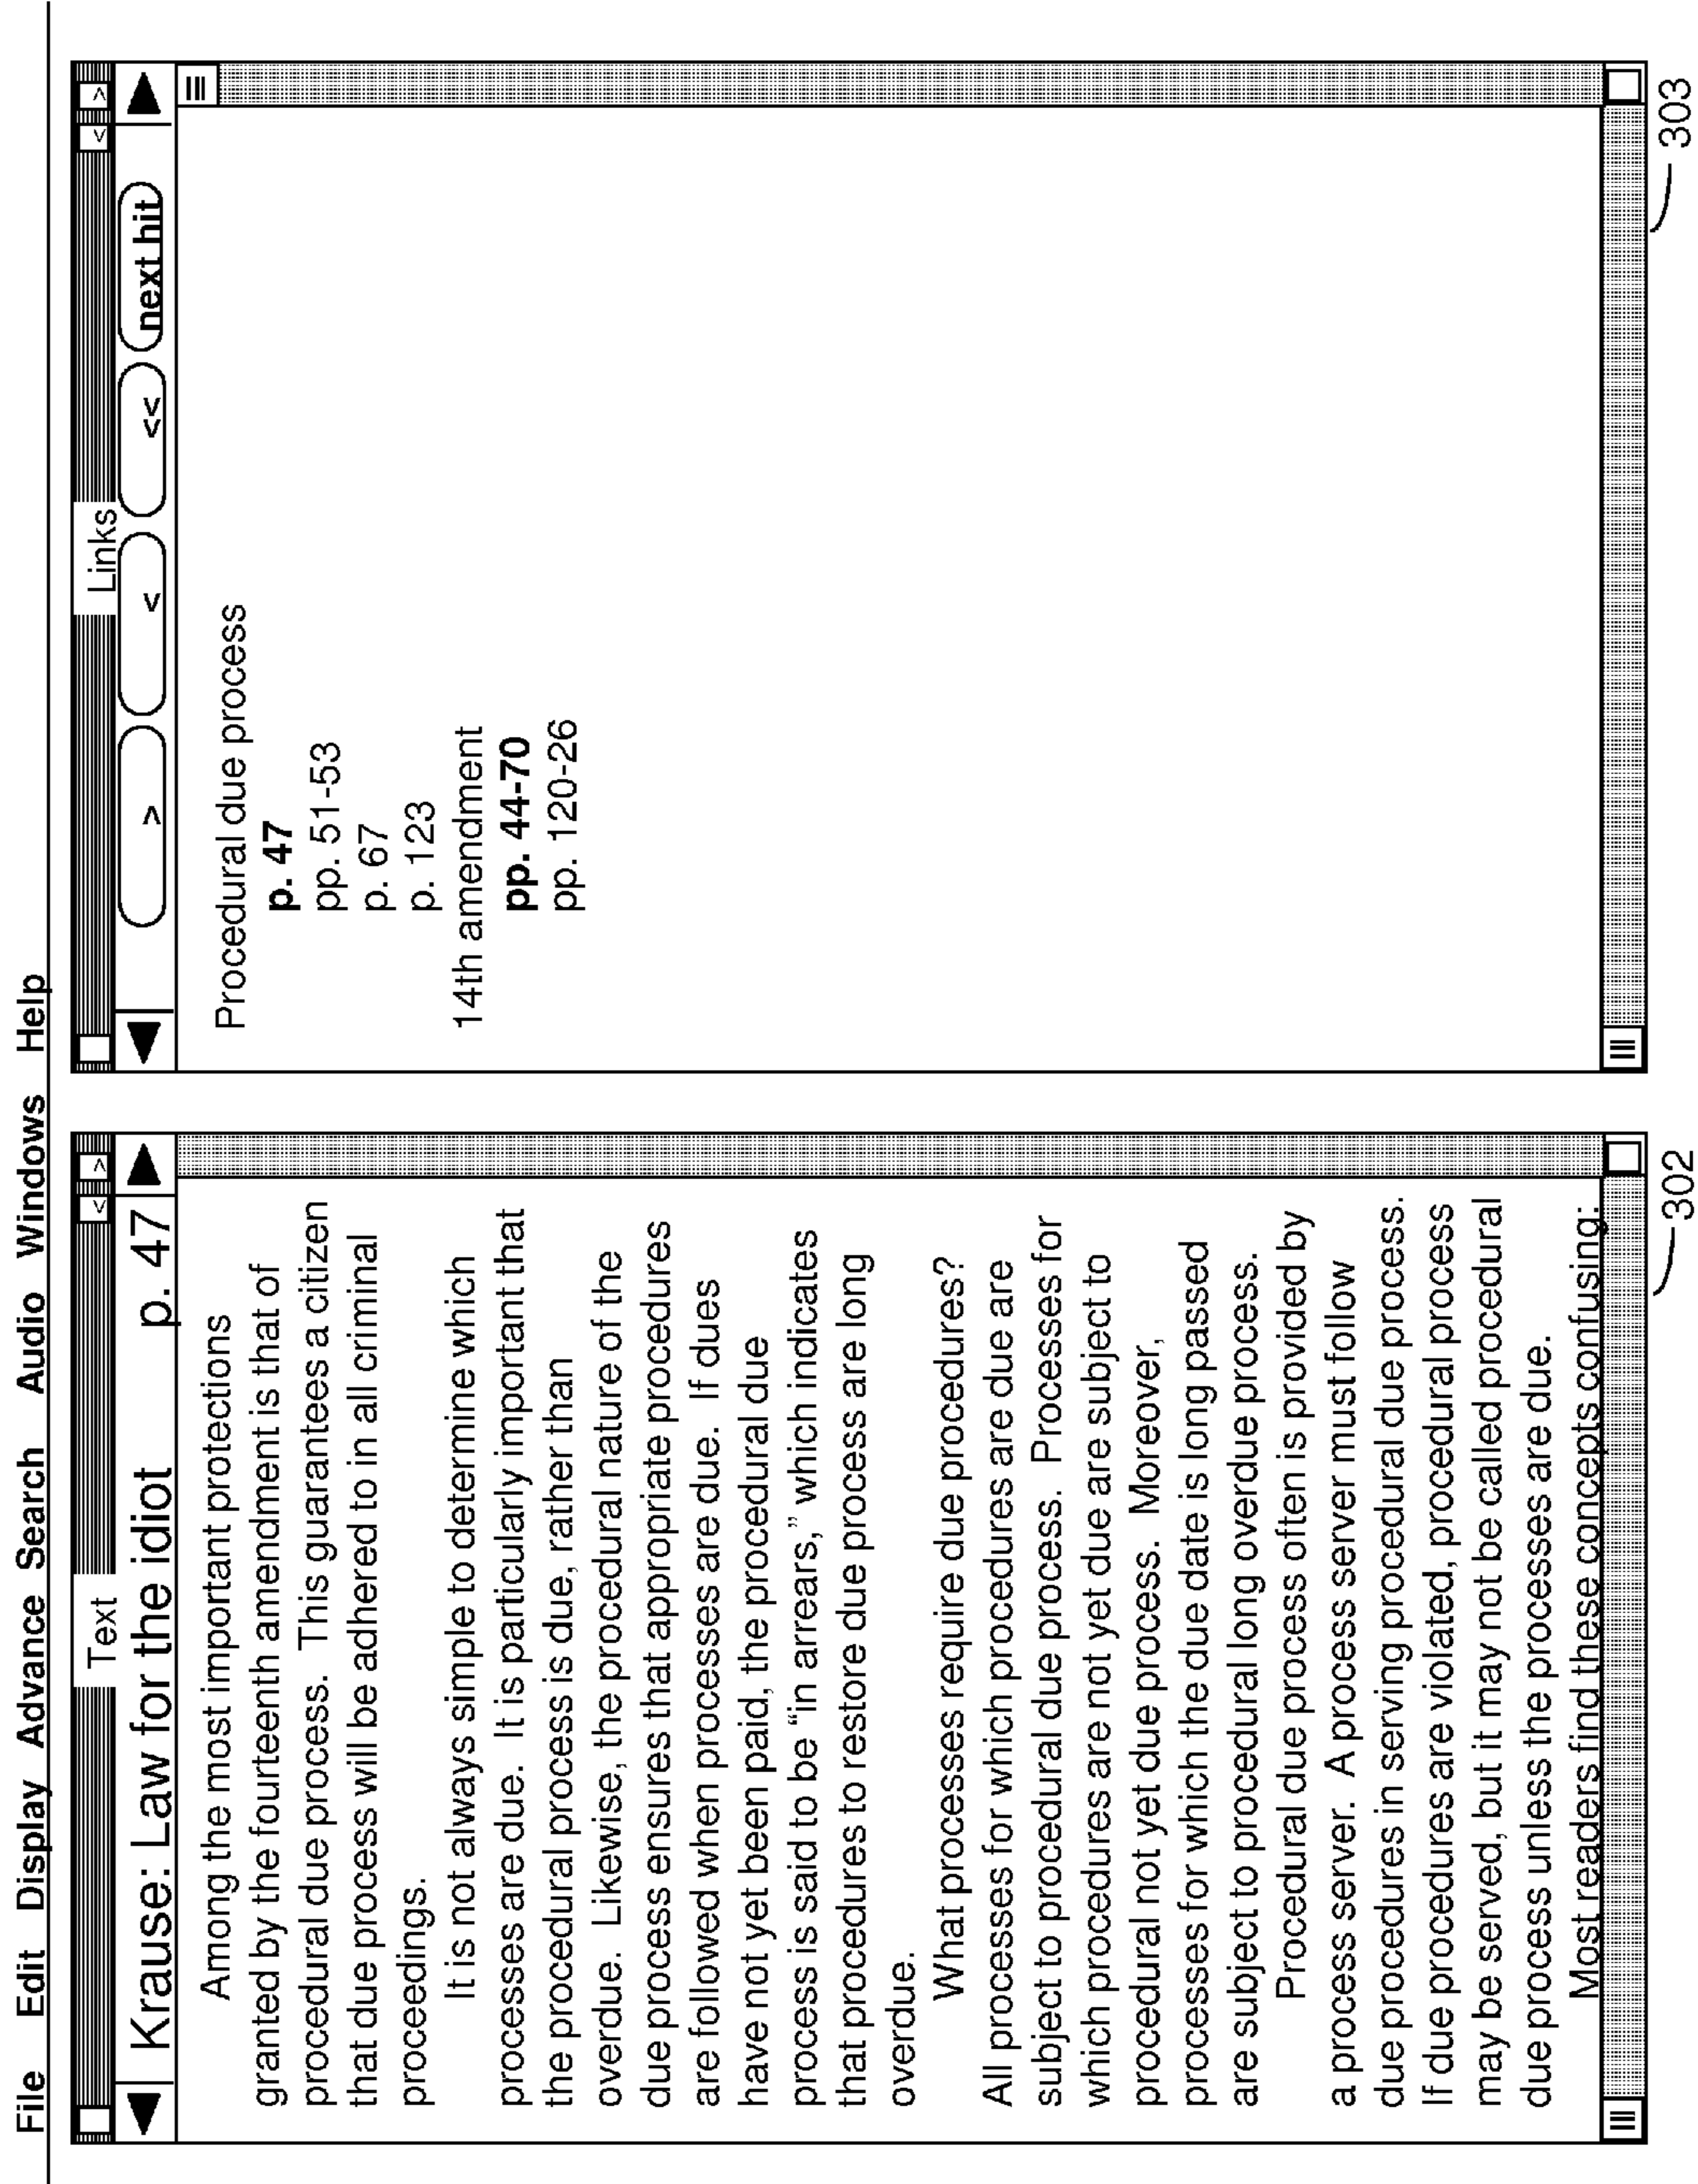 File Edit Display Advance Search Audio Windows Help
Text
< >
Krause: Law for the idiot p. 47
Among the most important protections
granted by the fourteenth amendment is that of
procedural due process. This guarantees a citizen
that due process will be adhered to in all criminal
proceedings.
It is not always simple to determine which
processes are due. It is particularly important that
the procedural process is due, rather than
overdue. Likewise, the procedural nature of the
due process ensures that appropriate procedures
are followed when processes are due. If dues
have not yet been paid, the procedural due
process is said to be “in arrears,” which indicates
that procedures to restore due process are long
overdue.
What processes require due procedures?
All processes for which procedures are due are
subject to procedural due process. Processes for
which procedures are not yet due are subject to
procedural not yet due process. Moreover,
processes for which the due date is long passed
are subject to procedural long overdue process.
Procedural due process often is provided by
a process server. A process server must follow
due procedures in serving procedural due process.
If due procedures are violated, procedural process
may be served, but it may not be called procedural
due process unless the processes are due.
Most readers find these concepts confusing:
302
Links
< >
> < << next hit
Procedural due process
p. 47
pp. 51-53
p. 67
p. 123
14th amendment
pp. 44-70
pp. 120-26
303